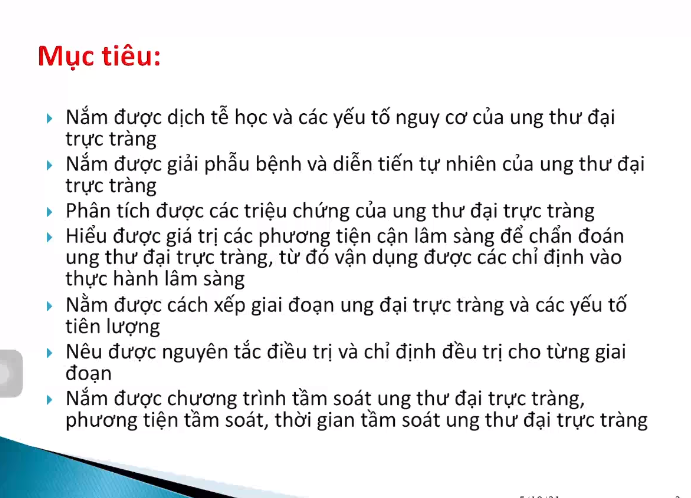 Mục tiêu:
Nắm được dịch tễ học và các yếu tố nguy cơ của ung thư đại
trực tràng
Nắm được giải phẫu bệnh và diễn tiến tự nhiên của ung thư đại
trực tràng
Phân tích được các triệu chứng của ung thư đại trực tràng
Hiểu được giá trị các phương tiện cận lâm sàng để chẩn đoán
ung thư đại trực tràng, từ đó vận dụng được các chỉ định vào
thực hành lâm sàng
Nằm được cách xếp giai đoạn ung đại trực tràng và các yếu tố
tiên lượng
Nêu được nguyên tắc điều trị và chỉ định đều trị cho từng giai
đoạn
Nắm được chương trình tầm soát ung thư đại trực tràng,
phương tiện tầm soát, thời gian tầm soát ung thư đại trực tràng